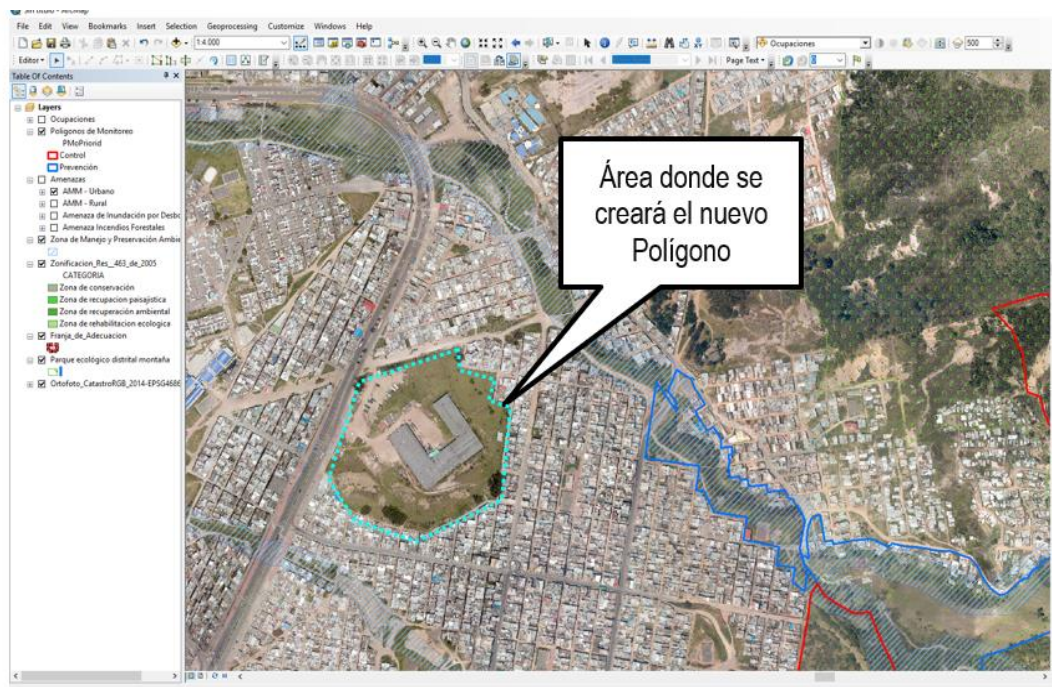 Sin título - ArcMap
File Edit View Bookmarks Insert Selection Geoprocessing Customize Windows Help
1:4.000
Ocupaciones
500
Editor
Page Text
Table Of Contents
Layers
Ocupaciones
Poligonos de Monitoreo
PMoPriorid
Control
Prevención
Amenazas
AMM - Urbano
AMM - Rural
Amenaza de Inundación por Desbo
Amenaza Incendios Forestales
Zona de Manejo y Preservación Ambie
Zonificacion_Res__463_de_2005
CATEGORIA
Zona de conservación
Zona de recupacion paisajistica
Zona de recuperación ambiental
Zona de rehabilitacion ecologica
Franja_de_Adecuacion
Parque ecológico distrital montaña
Ortofoto_CatastroRGB_2014-EPSG4686
Área donde se
creará el nuevo
Polígono